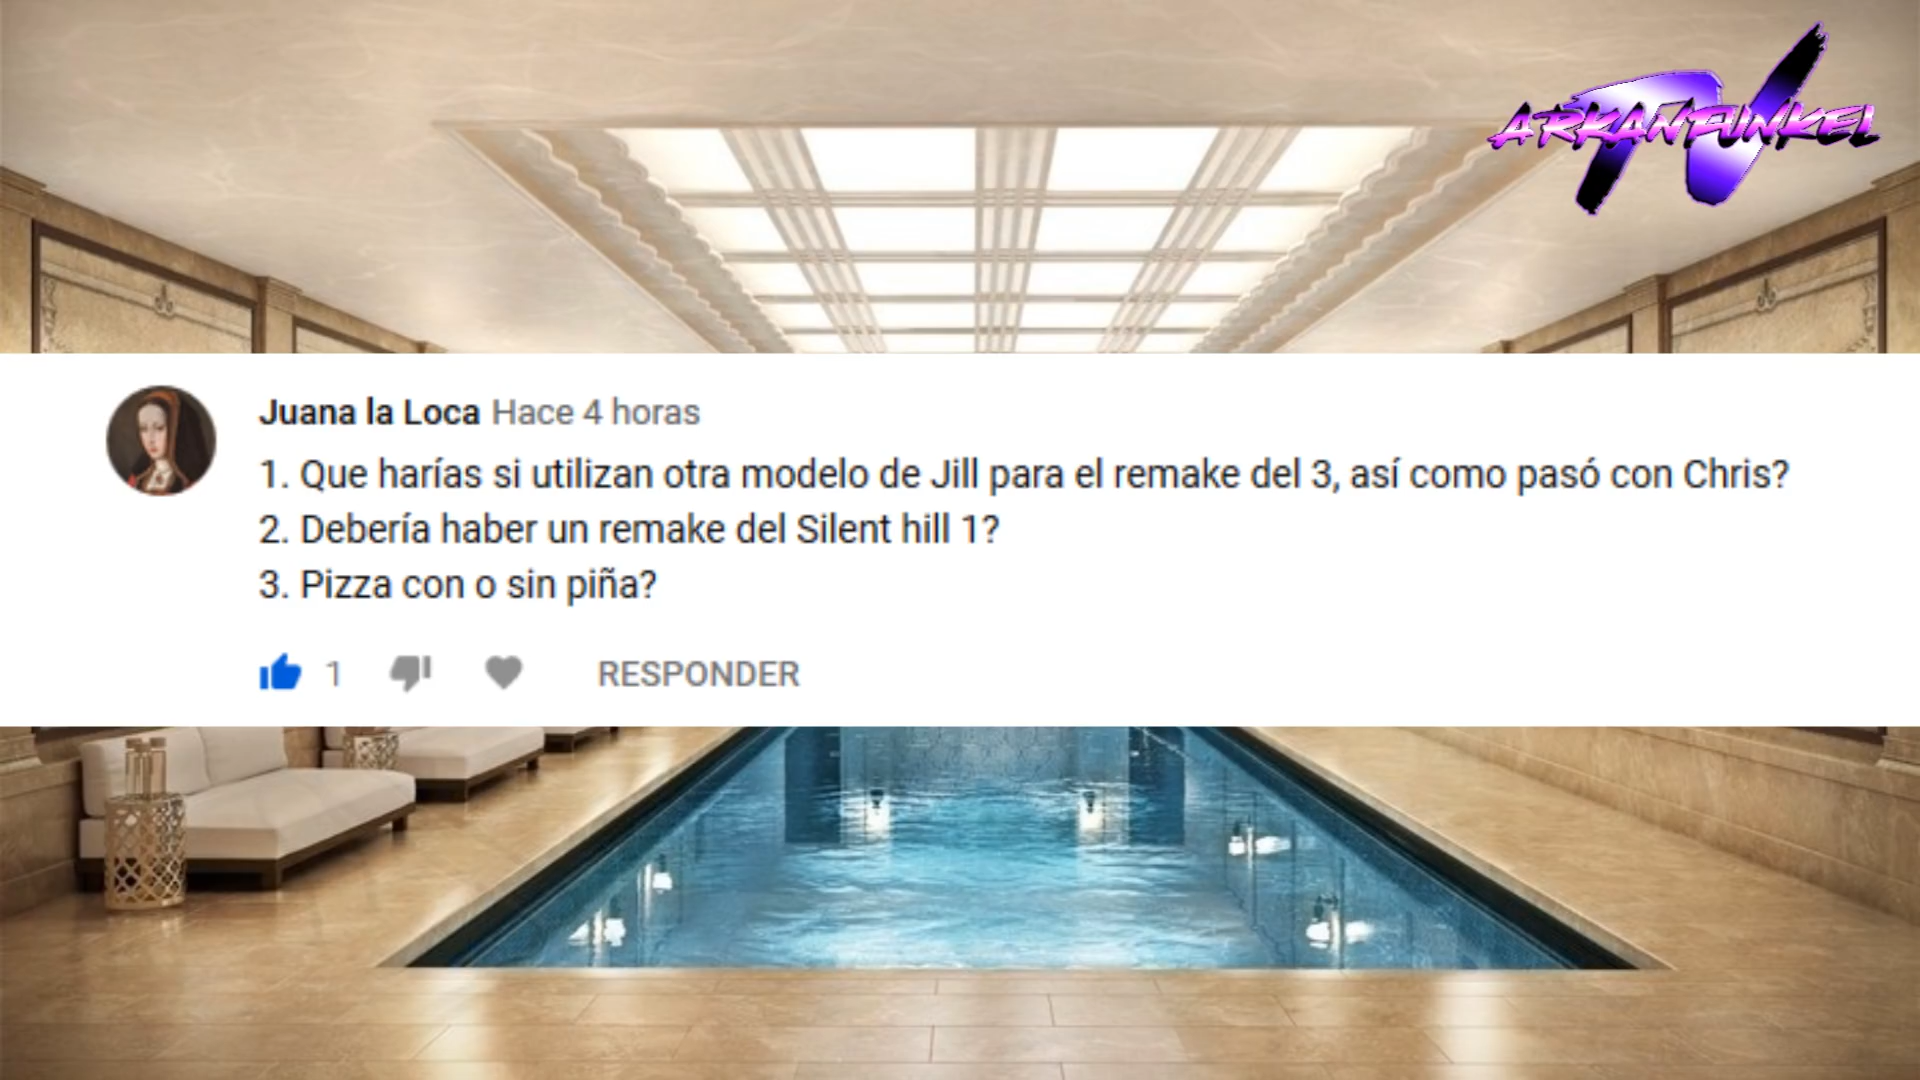 ARKANFUNKEL
TV
Juana la Loca Hace 4 horas
1. Que harías si utilizan otra modelo de Jill para el remake del 3, así como pasó con Chris?
2. Debería haber un remake del Silent hill 1?
3. Pizza con o sin piña?
1 RESPONDER